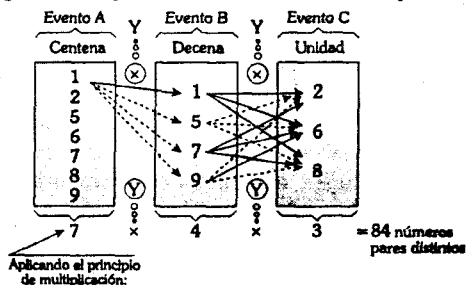 Evento A Y Evento B Y Evento C
Centena Decena Unidad
1 × 1 × 2
2
5 5
6 6
7 7
8 8
9 Y 9 Y
7 × 4 × 3 = 84 números
pares distintos
Aplicando el principio
de multiplicación: